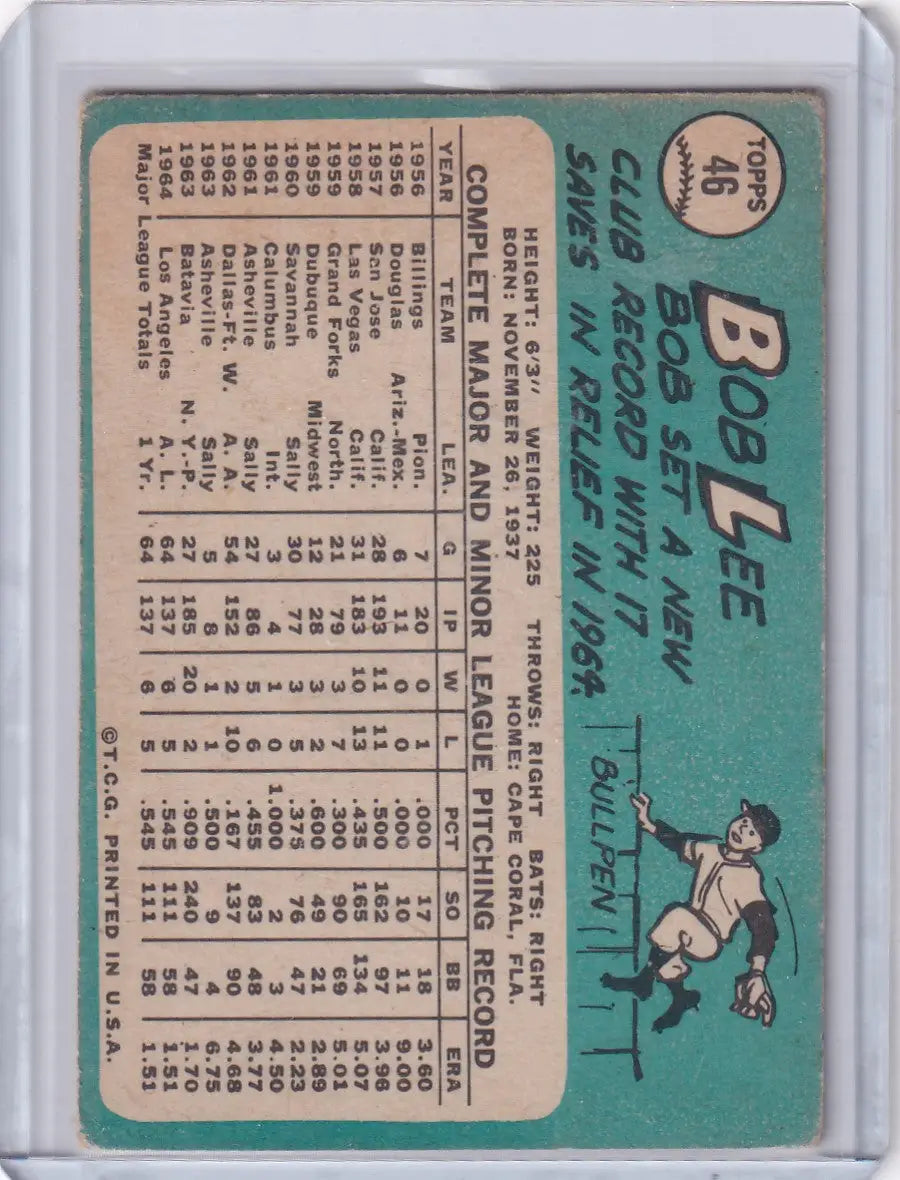 TOPPS
46
BOB LEE
BOB SET A NEW
CLUB RECORD WITH 17
SAVES IN RELIEF IN 1964.
BULLPEN
HEIGHT: 6'3" WEIGHT: 225 THROWS: RIGHT BATS: RIGHT
BORN: NOVEMBER 26, 1937 HOME: CAPE CORAL, FLA.
COMPLETE MAJOR AND MINOR LEAGUE PITCHING RECORD
YEAR TEAM LEA. G IP W L PCT SO BB ERA
1956 Billings Pion. 7 20 0 1 .000 17 18 3.60
1956 Douglas Ariz.-Mex. 6 11 0 0 .000 10 11 9.00
1957 San Jose Calif. 28 193 11 11 .500 162 97 3.96
1958 Las Vegas Calif. 31 183 10 13 .435 165 134 5.07
1959 Grand Forks North. 21 79 3 7 .300 90 69 5.01
1959 Dubuque Midwest 12 28 3 2 .600 49 21 2.89
1960 Savannah Sally 30 77 3 5 .375 76 47 2.23
1961 Columbus Int. 3 4 1 0 1.000 2 3 4.50
1961 Asheville Sally 27 86 5 6 .455 83 48 3.77
1962 Dallas-Ft. W. A. A. 54 152 2 10 .167 137 90 4.68
1963 Asheville Sally 5 8 1 1 .500 9 4 6.75
1963 Batavia N. Y.-P. 27 185 20 2 .909 240 47 1.70
1964 Los Angeles A. L. 64 137 6 5 .545 111 58 1.51
Major League Totals 1 Yr. 64 137 6 5 .545 111 58 1.51
©T.C.G. PRINTED IN U.S.A.